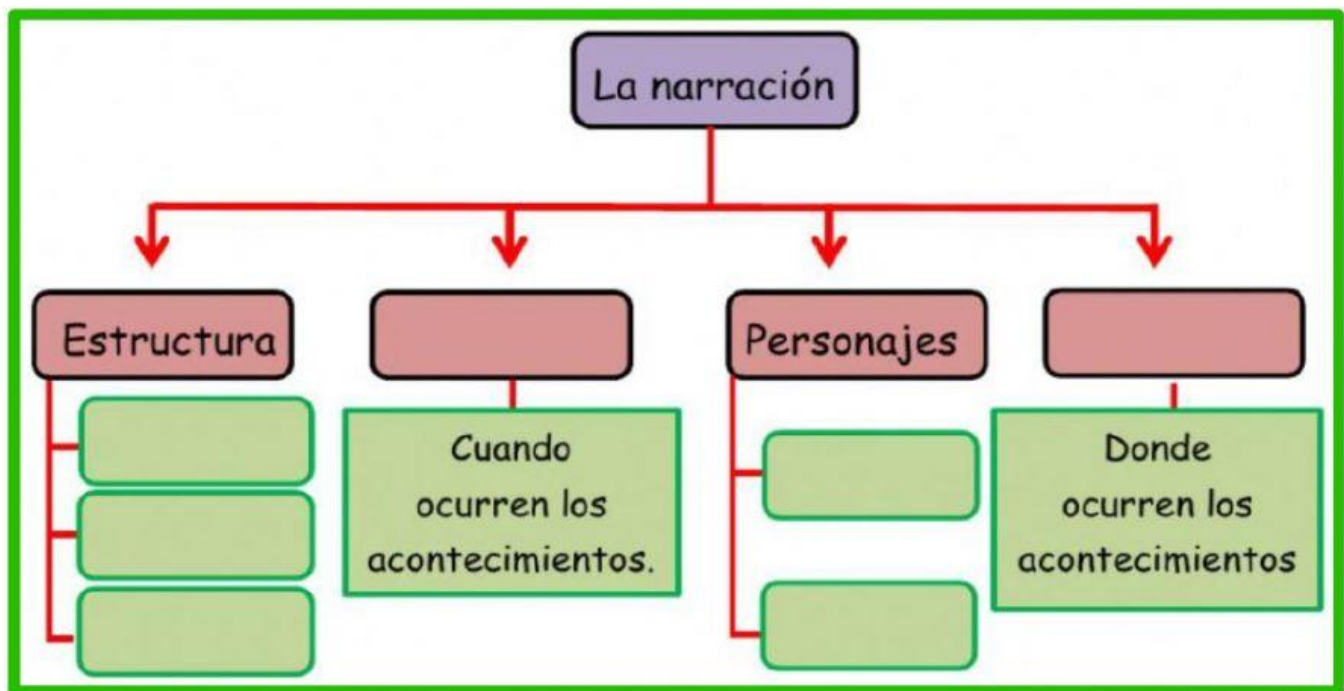 La narración
Estructura
Personajes
Cuando
ocurren los
acontecimientos.
Donde
ocurren los
acontecimientos